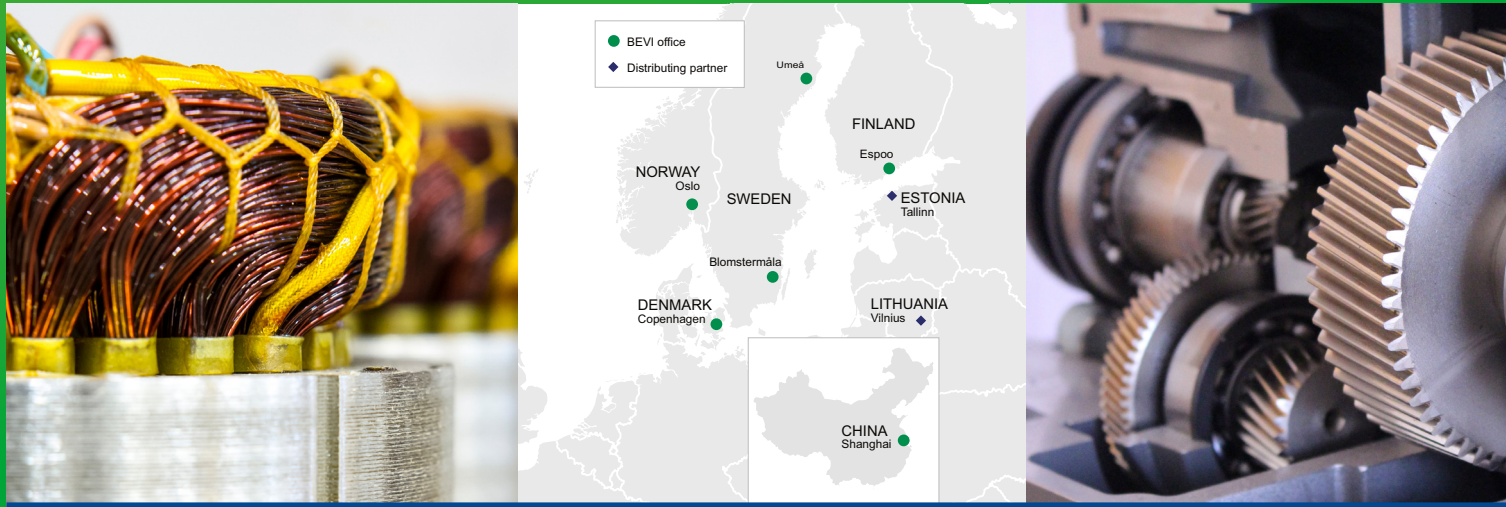 BEVI office
Distributing partner
Umeå
FINLAND
Espoo
NORWAY
Oslo
SWEDEN
ESTONIA
Tallinn
Blomstermåla
DENMARK
Copenhagen
LITHUANIA
Vilnius
CHINA
Shanghai